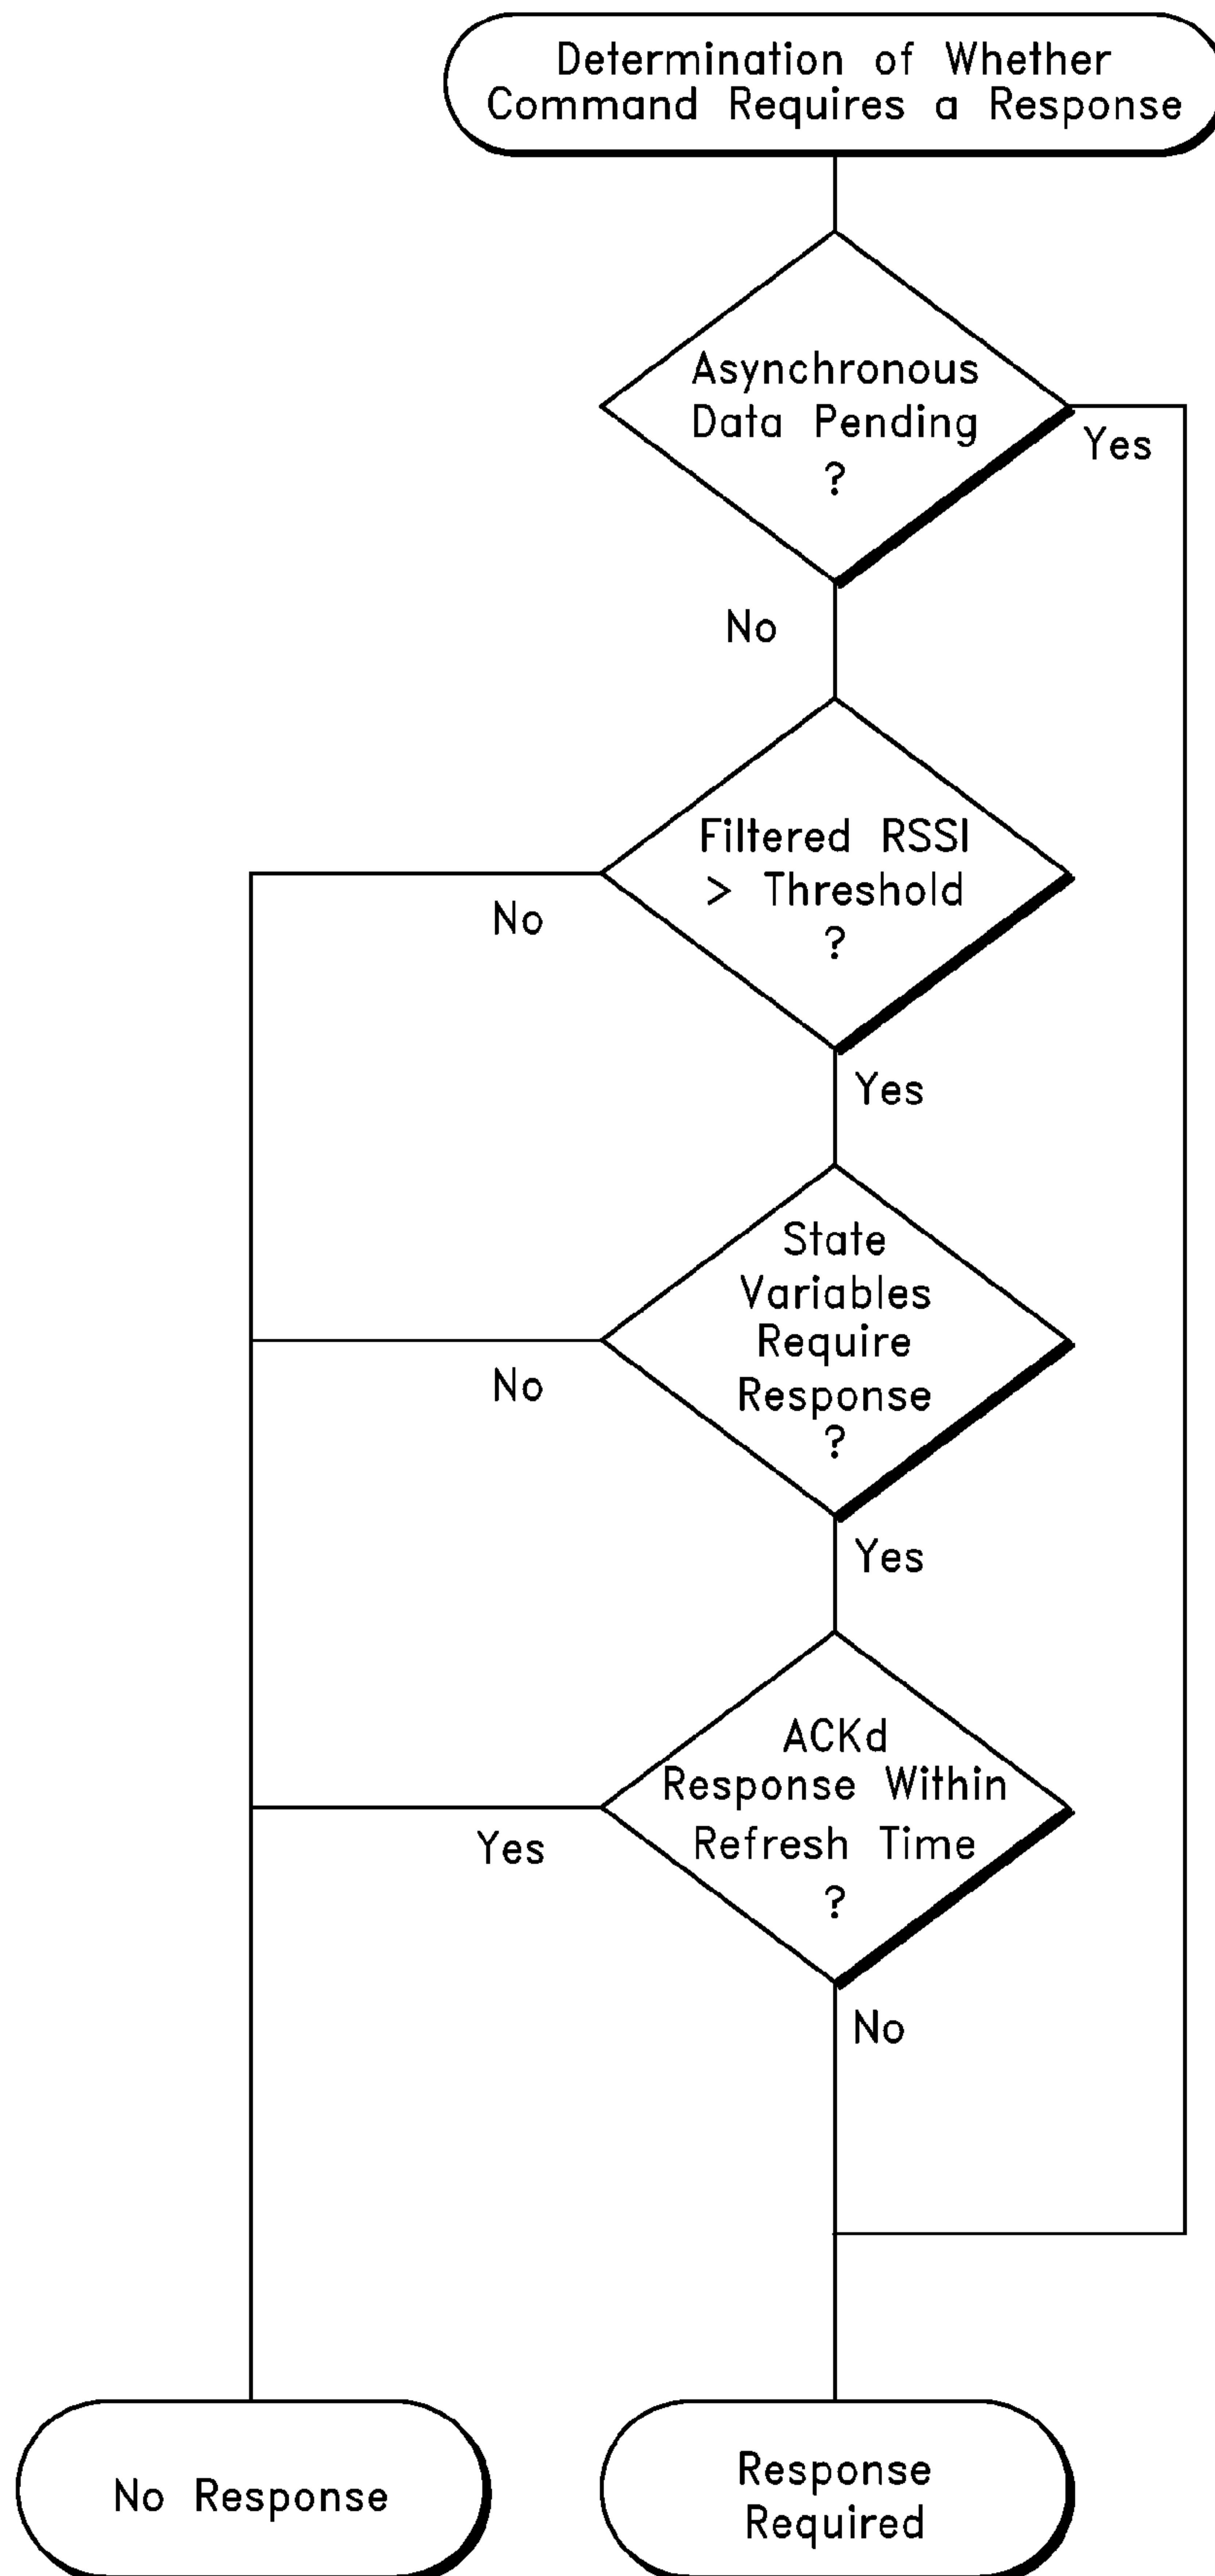 Determination of Whether
Command Requires a Response
Asynchronous
Data Pending
?
Yes
No
Filtered RSSI
> Threshold
?
No
Yes
State
Variables
Require
Response
?
No
Yes
ACKd
Response Within
Refresh Time
?
Yes
No
No Response
Response
Required